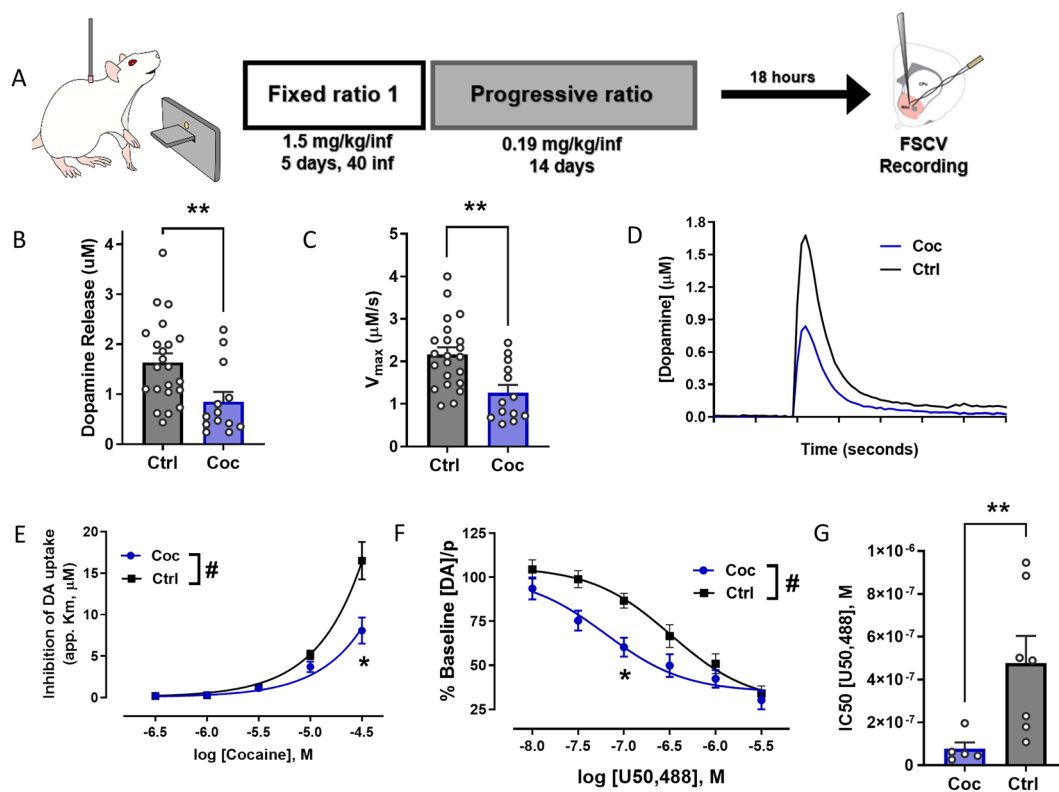 A
Fixed ratio 1
Progressive ratio
1.5 mg/kg/inf
5 days, 40 inf
0.19 mg/kg/inf
14 days
18 hours
CPu
FSCV
Recording
B
**
Dopamine Release (uM)
4
3
2
1
0
Ctrl
Coc
C
**
Vmax (μM/s)
5
4
3
2
1
0
Ctrl
Coc
D
[Dopamine] (μM)
1.8
1.5
1.2
0.9
0.6
0.3
0.0
Coc
Ctrl
Time (seconds)
E
Inhibition of DA uptake
(app. Km, μM)
20
15
10
5
0
Coc
Ctrl
#
*
-6.5 -6.0 -5.5 -5.0 -4.5
log [Cocaine], M
F
% Baseline [DA]/p
125
100
75
50
25
Coc
Ctrl
#
*
-8.0 -7.5 -7.0 -6.5 -6.0 -5.5
log [U50,488], M
G
**
IC50 [U50,488], M
1×10-6
8×10-7
6×10-7
4×10-7
2×10-7
0
Coc
Ctrl